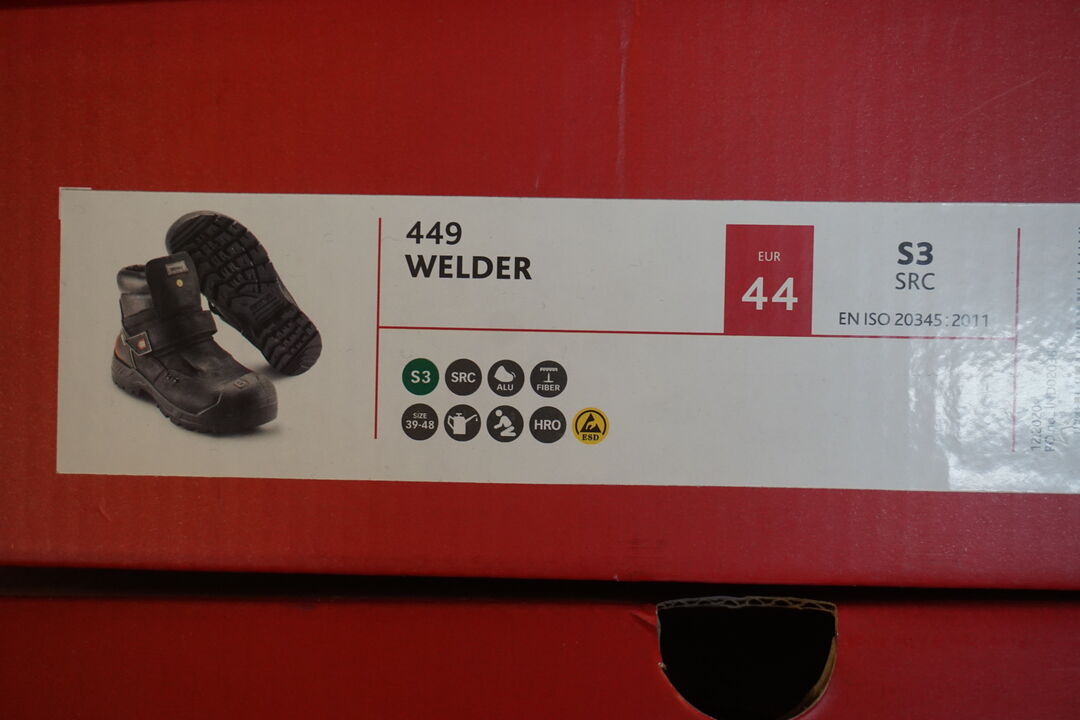 449
WELDER
EUR
44
S3
SRC
EN ISO 20345:2011
S3
SRC
ALU
FIBER
SIZE
39-48
HRO
ESD